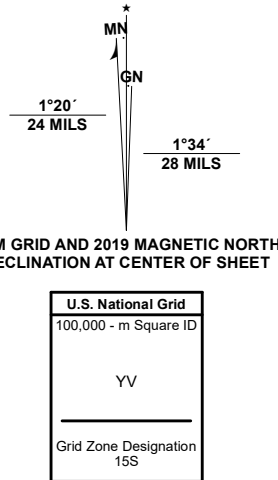 MN
GN
1°20´
24 MILS
1°34´
28 MILS
M GRID AND 2019 MAGNETIC NORTH
ECLINATION AT CENTER OF SHEET
U.S. National Grid
100,000 - m Square ID
YV
Grid Zone Designation
15S